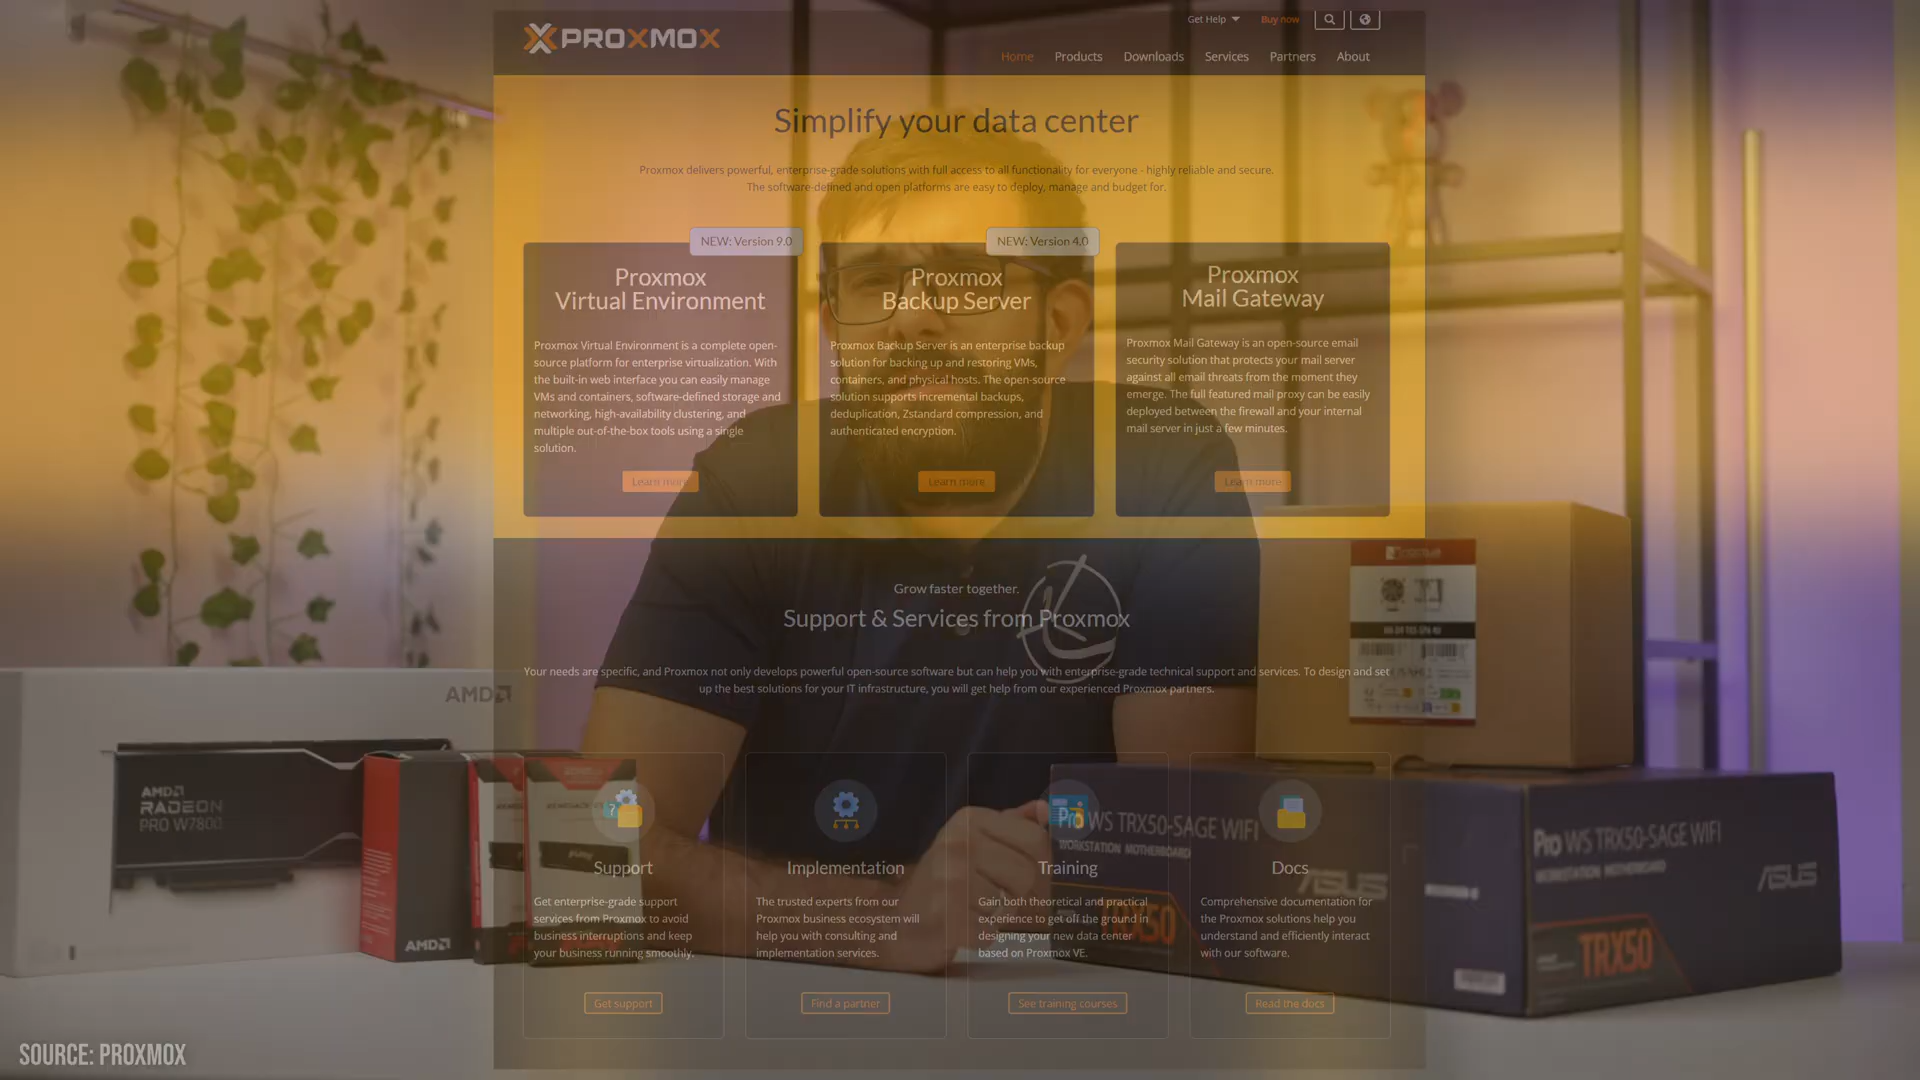 PROXMOX
Get Help
Buy now
Home
Products
Downloads
Services
Partners
About
Simplify your data center
Proxmox delivers powerful, enterprise-grade solutions with full access to all functionality for everyone - highly reliable and secure.
The software-defined and open platforms are easy to deploy, manage and budget for.
NEW: Version 9.0
Proxmox
Virtual Environment
Proxmox Virtual Environment is a complete open-
source platform for enterprise virtualization. With
the built-in web interface you can easily manage
VMs and containers, software-defined storage and
networking, high-availability clustering, and
multiple out-of-the-box tools using a single
solution.
Learn more
NEW: Version 4.0
Proxmox
Backup Server
Proxmox Backup Server is an enterprise backup
solution for backing up and restoring VMs,
containers, and physical hosts. The open-source
solution supports incremental backups,
deduplication, Zstandard compression, and
authenticated encryption.
Learn more
Proxmox
Mail Gateway
Proxmox Mail Gateway is an open-source email
security solution that protects your mail server
against all email threats from the moment they
emerge. The full featured mail proxy can be easily
deployed between the firewall and your internal
mail server in just a few minutes.
Learn more
Grow faster together.
Support & Services from Proxmox
Your needs are specific, and Proxmox not only develops powerful open-source software but can help you with enterprise-grade technical support and services. To design and set
up the best solutions for your IT infrastructure, you will get help from our experienced Proxmox partners.
Support
Get enterprise-grade support
services from Proxmox to avoid
business interruptions and keep
your business running smoothly.
Get support
Implementation
The trusted experts from our
Proxmox business ecosystem will
help you with consulting and
implementation services.
Find a partner
Training
Gain both theoretical and practical
experience to get off the ground in
designing your new data center
based on Proxmox VE.
See training courses
Docs
Comprehensive documentation for
the Proxmox solutions help you
understand and efficiently interact
with our software.
Read the docs
AMD
AMD
RADEON
PRO W7800
AMD
Pro WS TRX50-SAGE WIFI
WORKSTATION MOTHERBOARD
ASUS
TRX50
Pro WS TRX50-SAGE WIFI
WORKSTATION MOTHERBOARD
ASUS
TRX50
SOURCE: PROXMOX